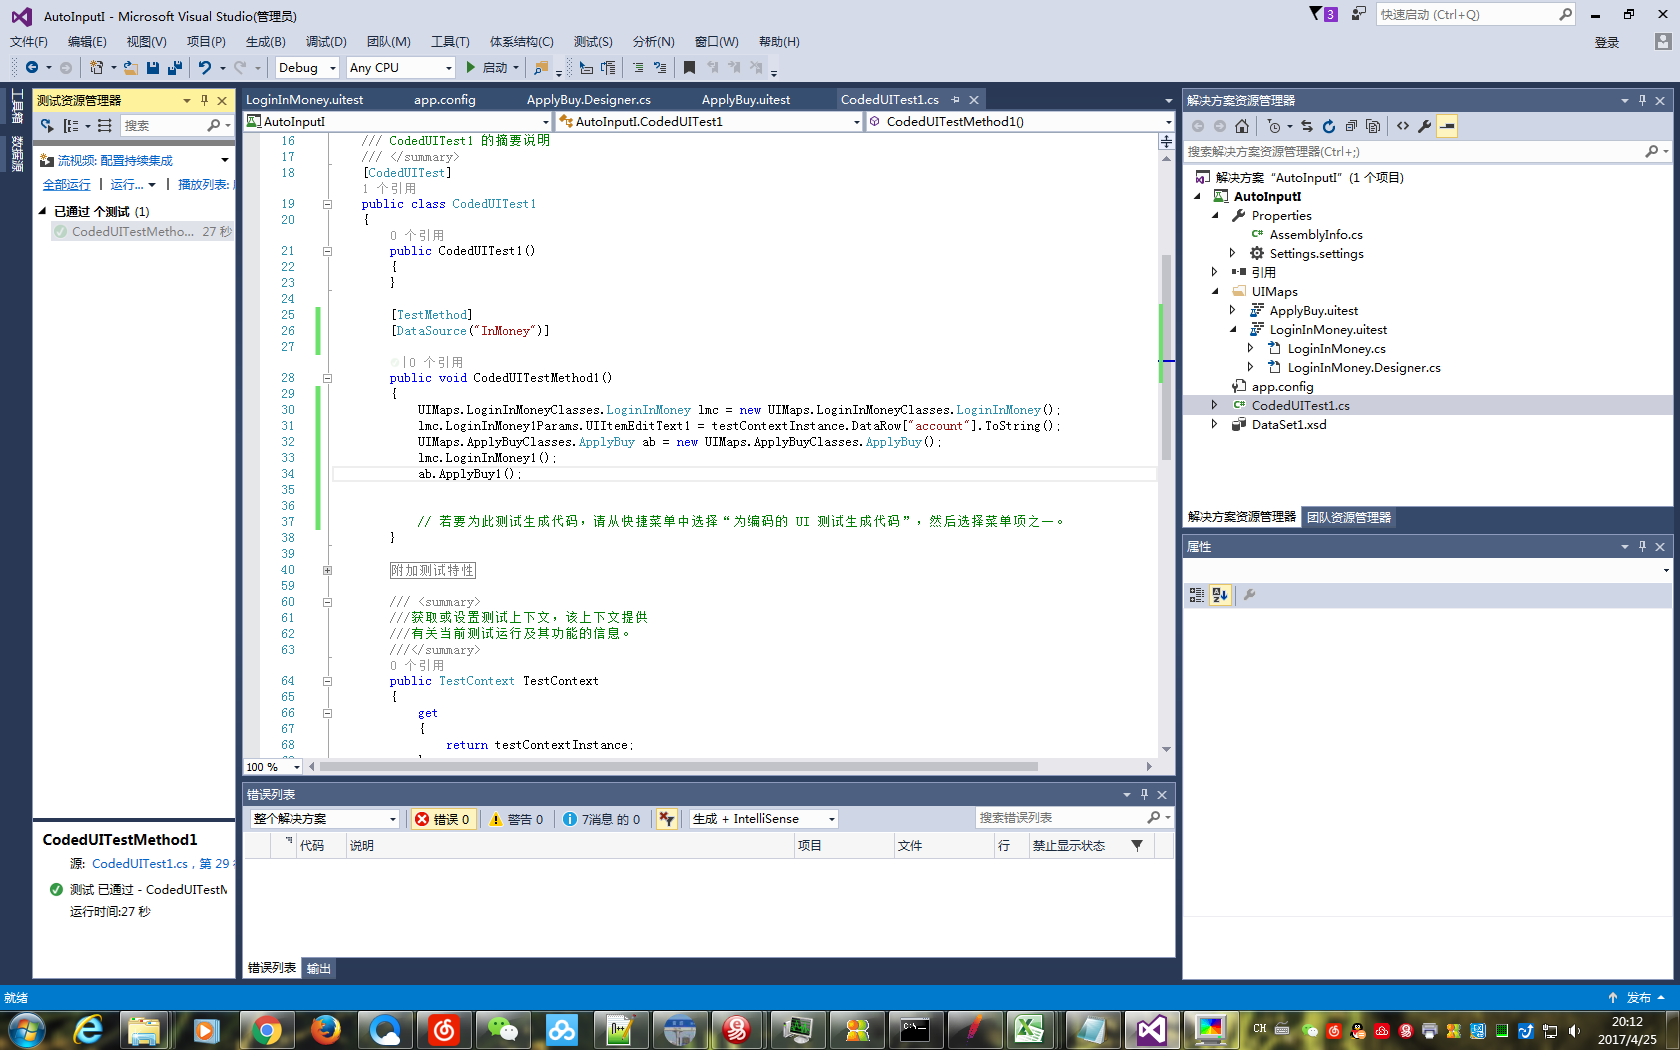 AutoInputI - Microsoft Visual Studio(管理员)
3
快速启动 (Ctrl+Q)
文件(F) 编辑(E) 视图(V) 项目(P) 生成(B) 调试(D) 团队(M) 工具(T) 体系结构(C) 测试(S) 分析(N) 窗口(W) 帮助(H)
登录
Debug Any CPU 启动
工具箱
数据源
测试资源管理器
搜索
流视频: 配置持续集成
全部运行 | 运行... | 播放列表:
已通过 个测试 (1)
CodedUITestMetho... 27 秒
CodedUITestMethod1
源: CodedUITest1.cs，第 29
测试 已通过 - CodedUITestM
运行时间:27 秒
LoginInMoney.uitest app.config ApplyBuy.Designer.cs ApplyBuy.uitest CodedUITest1.cs
AutoInputI AutoInputI.CodedUITest1 CodedUITestMethod1()
16 /// CodedUITest1 的摘要说明
17 /// </summary>
18 [CodedUITest]
1 个引用
19 public class CodedUITest1
20 {
0 个引用
21 public CodedUITest1()
22 {
23 }
24
25 [TestMethod]
26 [DataSource("InMoney")]
27
|0 个引用
28 public void CodedUITestMethod1()
29 {
30 UIMaps.LoginInMoneyClasses.LoginInMoney lmc = new UIMaps.LoginInMoneyClasses.LoginInMoney();
31 lmc.LoginInMoney1Params.UIItemEditText1 = testContextInstance.DataRow["account"].ToString();
32 UIMaps.ApplyBuyClasses.ApplyBuy ab = new UIMaps.ApplyBuyClasses.ApplyBuy();
33 lmc.LoginInMoney1();
34 ab.ApplyBuy1();
35
36
37 // 若要为此测试生成代码，请从快捷菜单中选择“为编码的 UI 测试生成代码”，然后选择菜单项之一。
38 }
39
40 附加测试特性
59
60 /// <summary>
61 ///获取或设置测试上下文，该上下文提供
62 ///有关当前测试运行及其功能的信息。
63 ///</summary>
0 个引用
64 public TestContext TestContext
65 {
66 get
67 {
68 return testContextInstance;
100 %
错误列表
整个解决方案 错误 0 警告 0 7消息 的 0 生成 + IntelliSense 搜索错误列表
代码 说明 项目 文件 行 禁止显示状态
错误列表 输出
解决方案资源管理器
搜索解决方案资源管理器(Ctrl+;)
解决方案 "AutoInputI" (1 个项目)
AutoInputI
Properties
AssemblyInfo.cs
Settings.settings
引用
UIMaps
ApplyBuy.uitest
LoginInMoney.uitest
LoginInMoney.cs
LoginInMoney.Designer.cs
app.config
CodedUITest1.cs
DataSet1.xsd
解决方案资源管理器 团队资源管理器
属性
就绪
发布
CH
20:12
2017/4/25